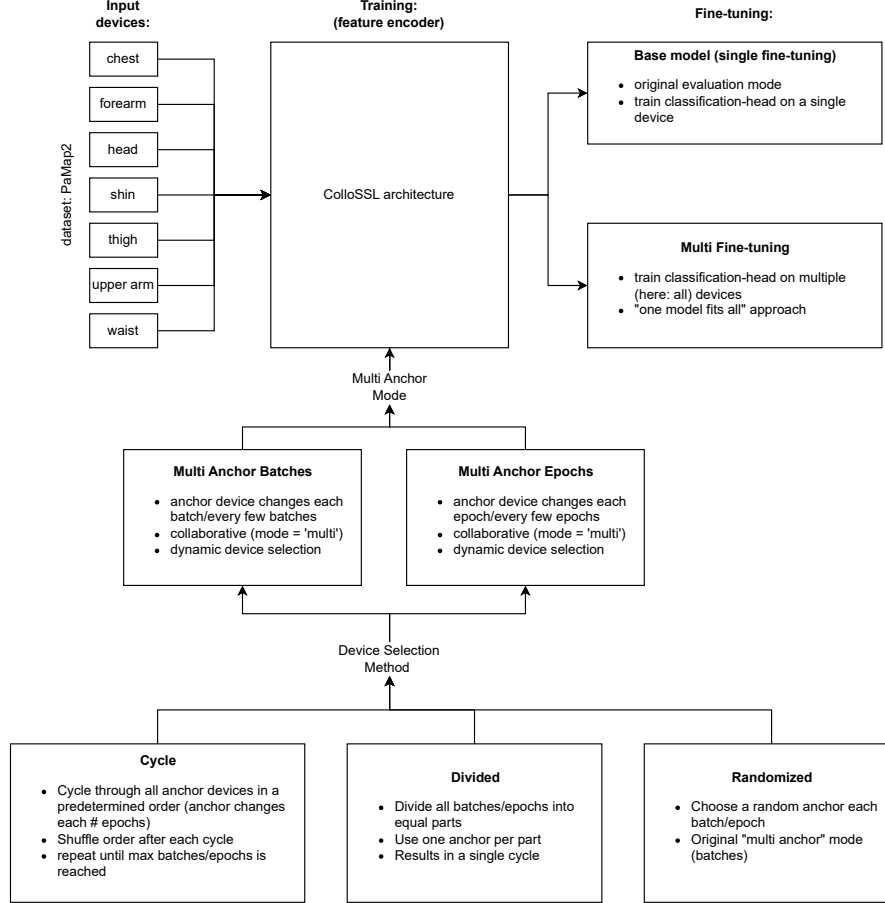 Input
devices:
Training:
(feature encoder)
Fine-tuning:
dataset: PaMap2
chest
forearm
head
shin
thigh
upper arm
waist
ColloSSL architecture
Base model (single fine-tuning)
• original evaluation mode
• train classification-head on a single
device
Multi Fine-tuning
• train classification-head on multiple
(here: all) devices
• "one model fits all" approach
Multi Anchor
Mode
Multi Anchor Batches
• anchor device changes each
batch/every few batches
• collaborative (mode = 'multi')
• dynamic device selection
Multi Anchor Epochs
• anchor device changes each
epoch/every few epochs
• collaborative (mode = 'multi')
• dynamic device selection
Device Selection
Method
Cycle
• Cycle through all anchor devices in a
predetermined order (anchor changes
each # epochs)
• Shuffle order after each cycle
• repeat until max batches/epochs is
reached
Divided
• Divide all batches/epochs into
equal parts
• Use one anchor per part
• Results in a single cycle
Randomized
• Choose a random anchor each
batch/epoch
• Original "multi anchor" mode
(batches)